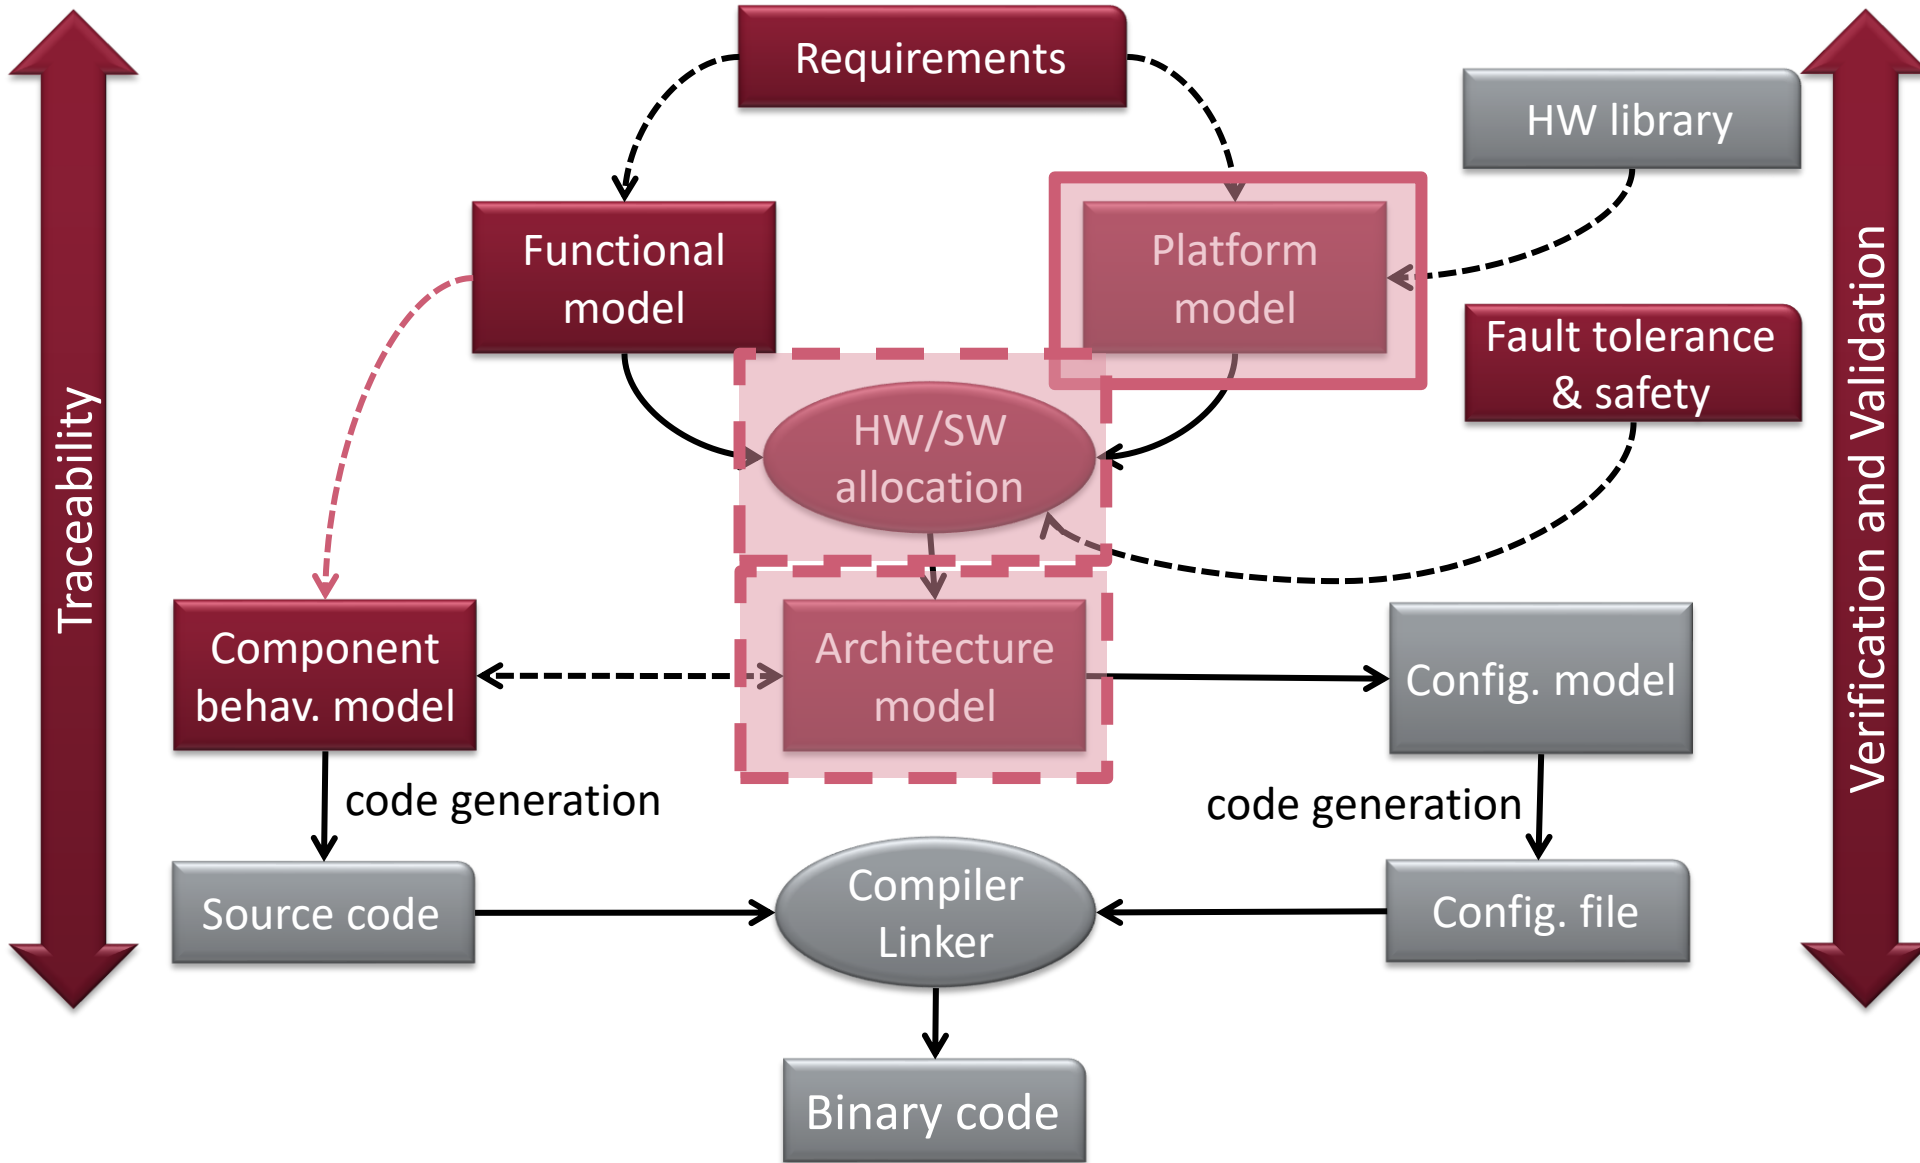 Requirements
HW library
Functional
model
Platform
model
Fault tolerance
& safety
HW/SW
allocation
Traceability
Verification and Validation
Component
behav. model
Architecture
model
Config. model
code generation
code generation
Source code
Compiler
Linker
Config. file
Binary code